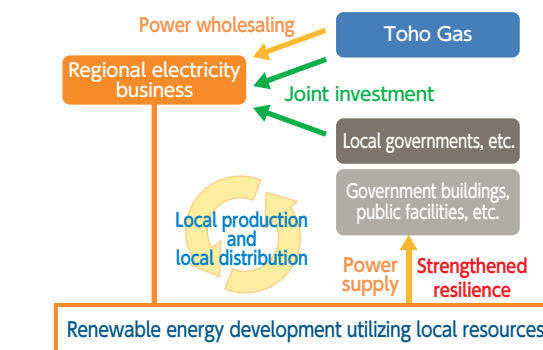 Power wholesaling
Toho Gas
Regional electricity
business
Joint investment
Local governments, etc.
Government buildings,
public facilities, etc.
Local production
and
local distribution
Power
supply
Strengthened
resilience
Renewable energy development utilizing local resources